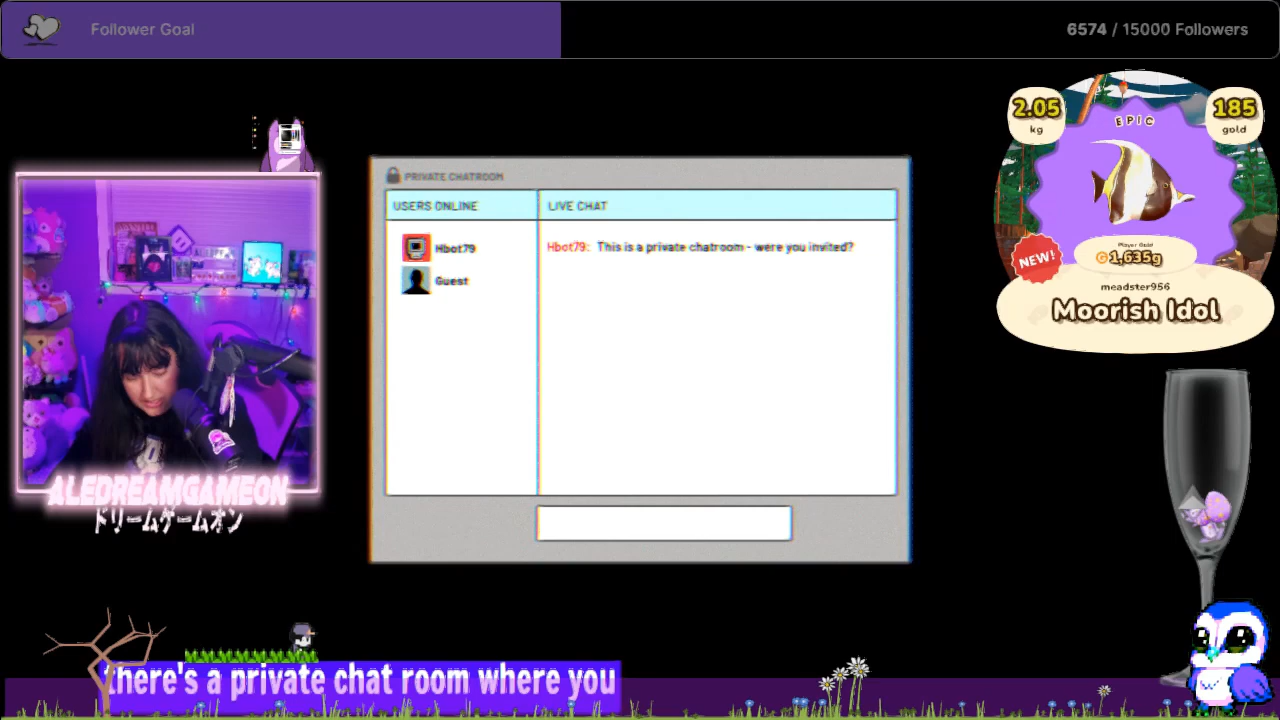 Follower Goal
6574 / 15000 Followers
2.05
kg
EPIC
185
gold
NEW!
Player Gold
G 1,635g
meadster956
Moorish Idol
PRIVATE CHATROOM
USERS ONLINE
LIVE CHAT
Hbot79
Guest
Hbot79: This is a private chatroom - were you invited?
ALEDREAMGAMEON
ドリームゲームオン
there's a private chat room where you